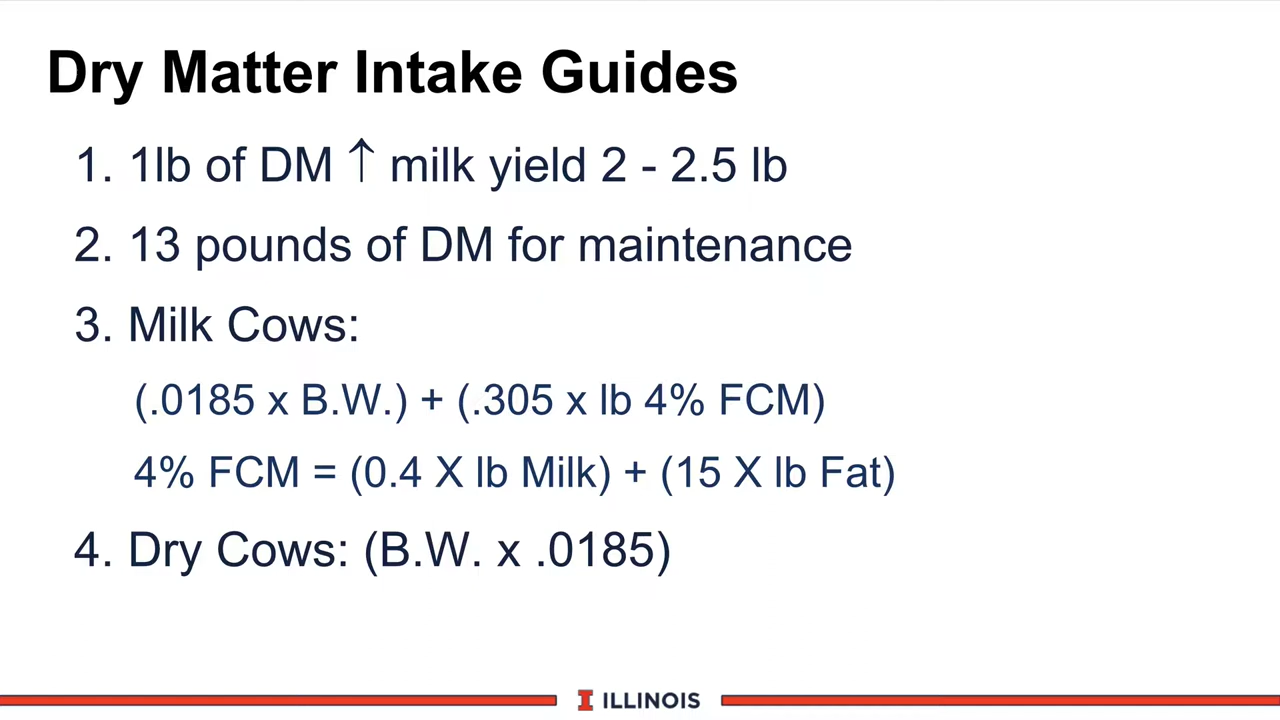 Dry Matter Intake Guides
1. 1lb of DM ↑ milk yield 2 - 2.5 lb
2. 13 pounds of DM for maintenance
3. Milk Cows:
(.0185 x B.W.) + (.305 x lb 4% FCM)
4% FCM = (0.4 X lb Milk) + (15 X lb Fat)
4. Dry Cows: (B.W. x .0185)
I ILLINOIS